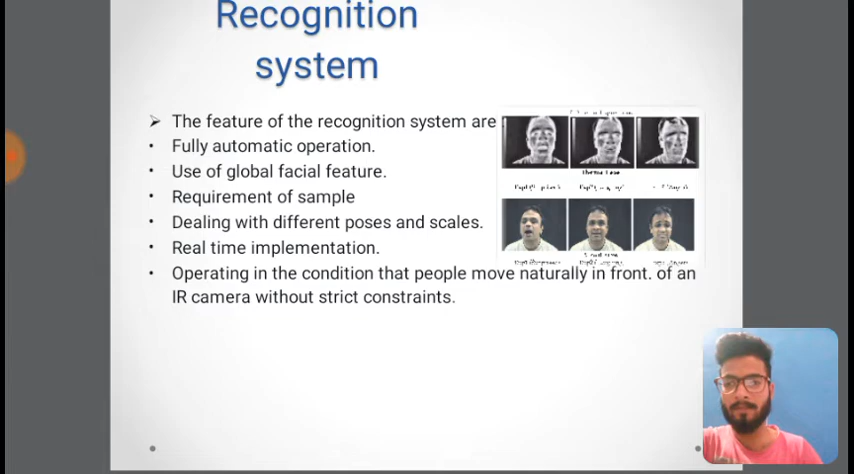 Recognition
system
➢ The feature of the recognition system are
• Fully automatic operation.
• Use of global facial feature.
• Requirement of sample
• Dealing with different poses and scales.
• Real time implementation.
• Operating in the condition that people move naturally in front. of an
IR camera without strict constraints.